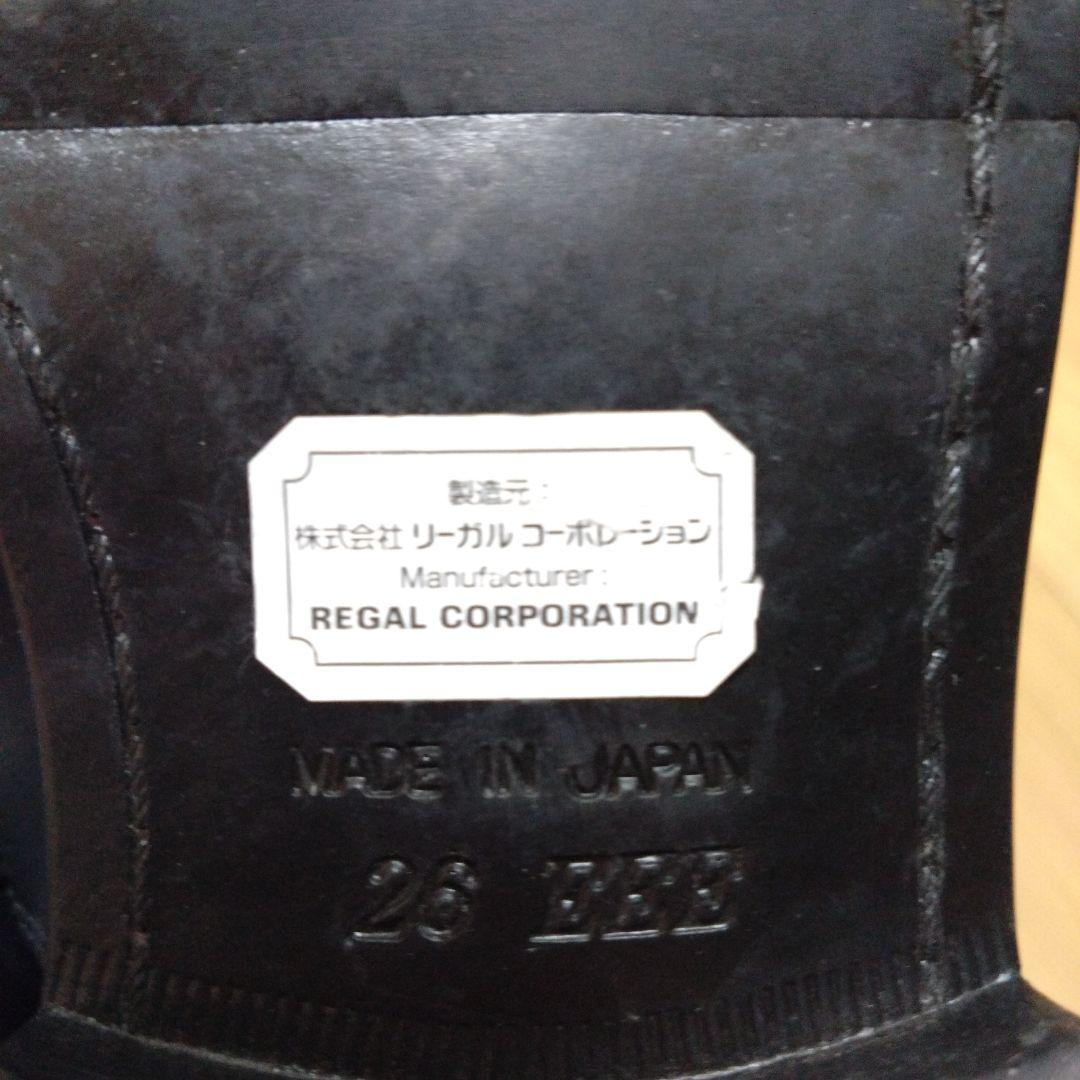 製造元:
株式会社 リーガル コーポレーション
Manufacturer:
REGAL CORPORATION
MADE IN JAPAN
26 EEE